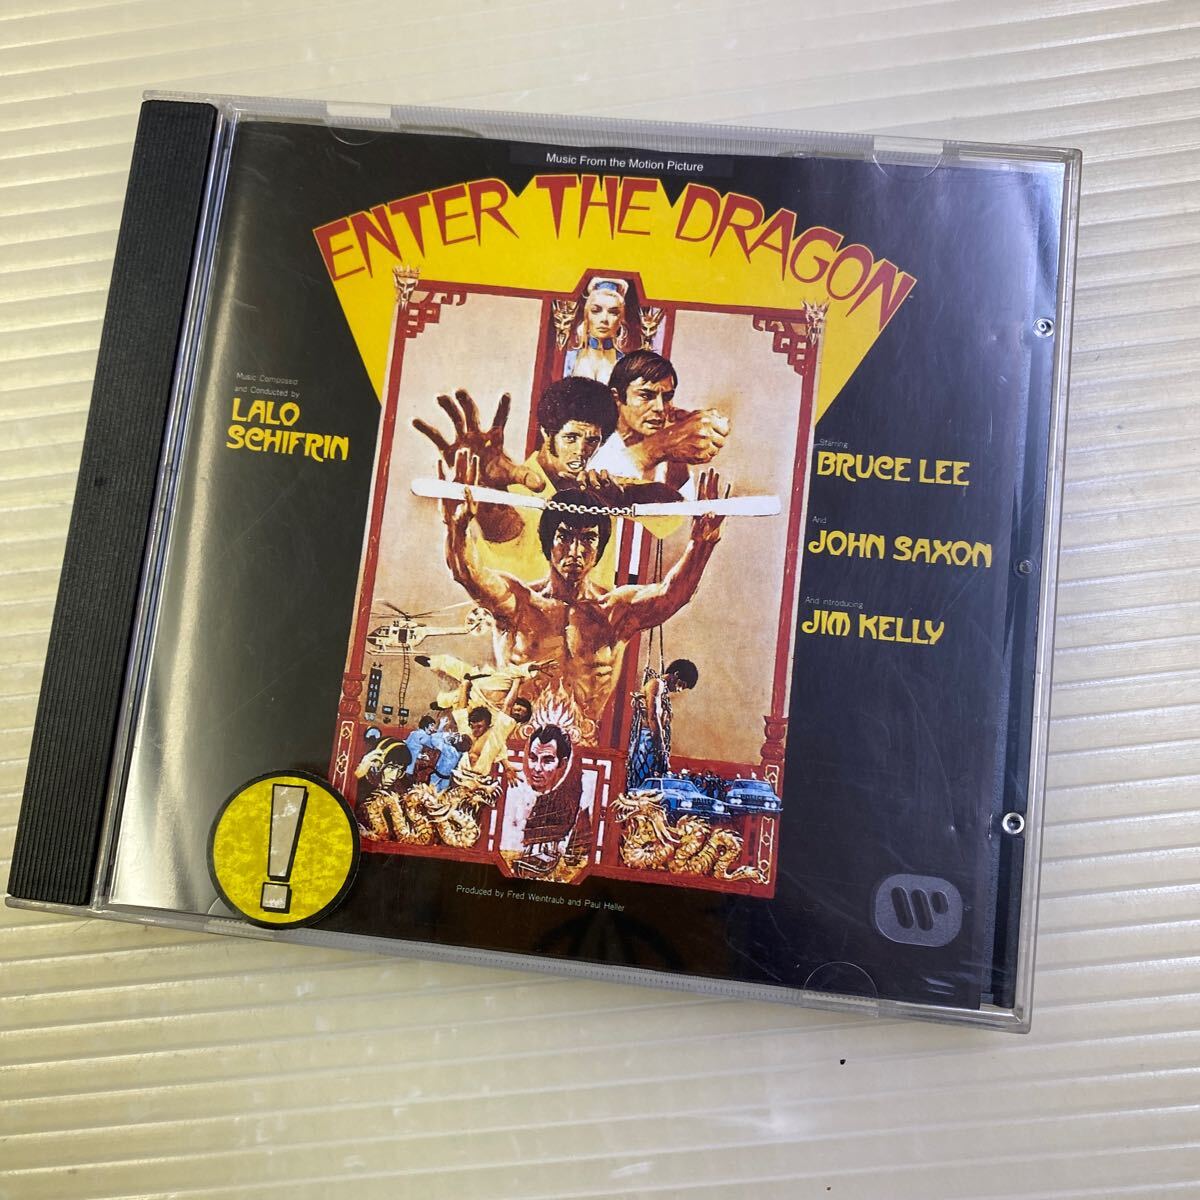 Music From the Motion Picture
ENTER THE DRAGON
Music Composed
and Conducted by
LALO
SCHIFRIN
Starring
BRUCE LEE
And
JOHN SAXON
And introducing
JIM KELLY
!
Produced by Fred Weintraub and Paul Heller